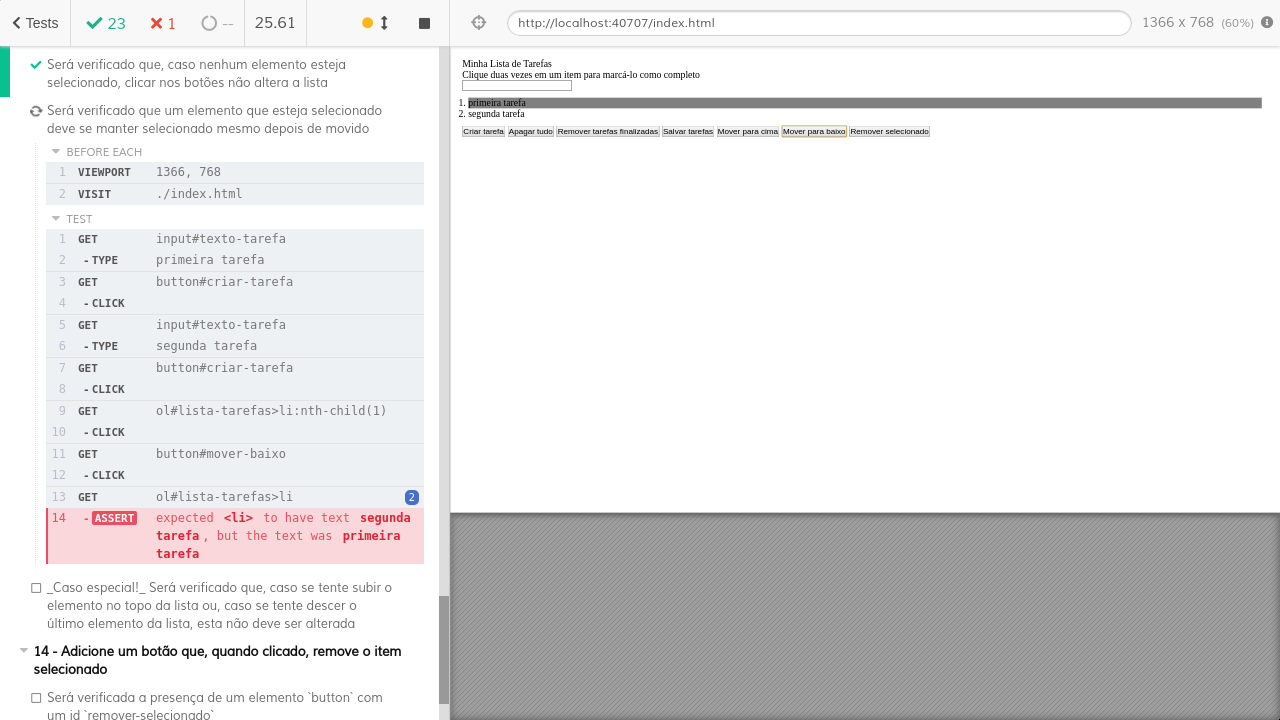 Tests 23 1 -- 25.61 http://localhost:40707/index.html 1366 x 768 (60%)
Será verificado que, caso nenhum elemento esteja
selecionado, clicar nos botões não altera a lista
Será verificado que um elemento que esteja selecionado
deve se manter selecionado mesmo depois de movido
BEFORE EACH
1 VIEWPORT 1366, 768
2 VISIT ./index.html
TEST
1 GET input#texto-tarefa
2 -TYPE primeira tarefa
3 GET button#criar-tarefa
4 -CLICK
5 GET input#texto-tarefa
6 -TYPE segunda tarefa
7 GET button#criar-tarefa
8 -CLICK
9 GET ol#lista-tarefas>li:nth-child(1)
10 -CLICK
11 GET button#mover-baixo
12 -CLICK
13 GET ol#lista-tarefas>li 2
14 -ASSERT expected <li> to have text segunda
tarefa, but the text was primeira
tarefa
_Caso especial!_ Será verificado que, caso se tente subir o
elemento no topo da lista ou, caso se tente descer o
último elemento da lista, esta não deve ser alterada
14 - Adicione um botão que, quando clicado, remove o item
selecionado
Será verificada a presença de um elemento `button` com
um id `remover-selecionado`
Minha Lista de Tarefas
Clique duas vezes em um item para marcá-lo como completo
1. primeira tarefa
2. segunda tarefa
Criar tarefa Apagar tudo Remover tarefas finalizadas Salvar tarefas Mover para cima Mover para baixo Remover selecionado